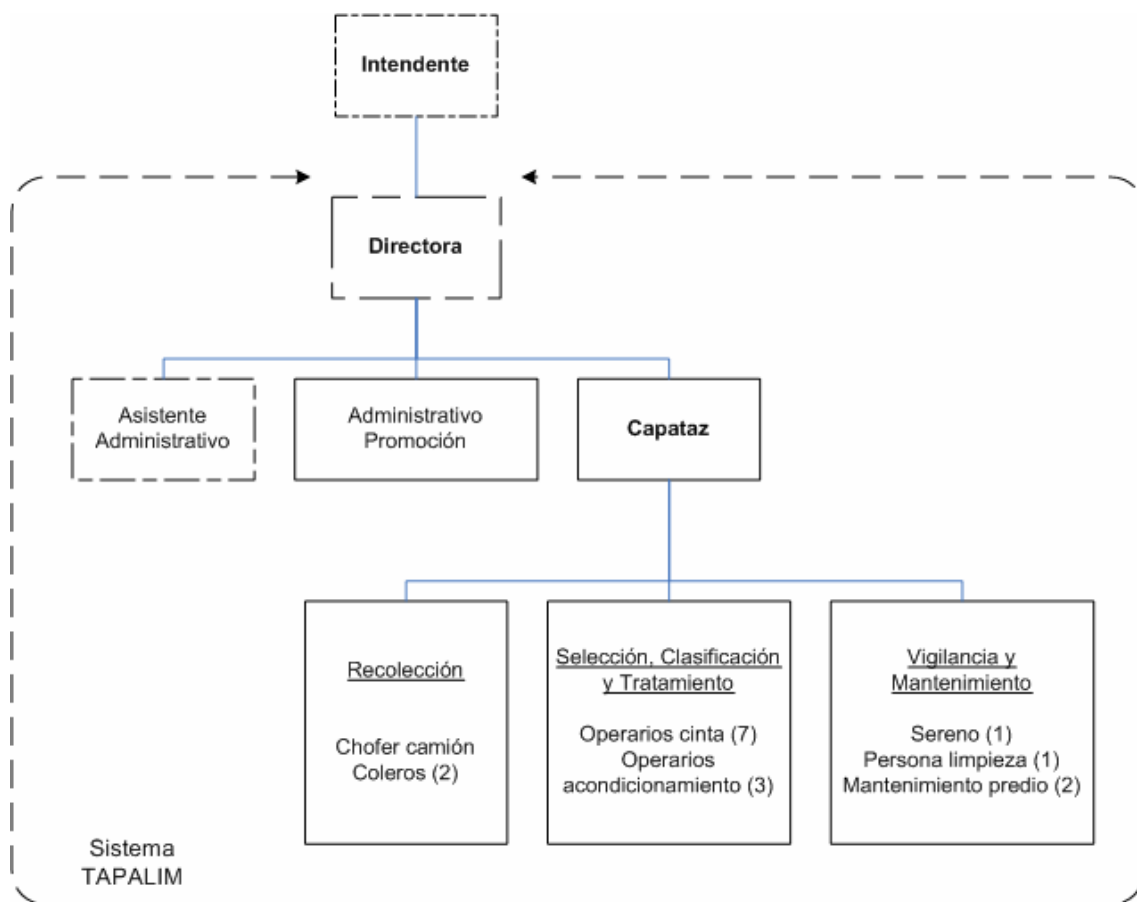 Intendente
Directora
Asistente
Administrativo
Administrativo
Promoción
Capataz
Recolección
Chofer camión
Coleros (2)
Selección, Clasificación
y Tratamiento
Operarios cinta (7)
Operarios
acondicionamiento (3)
Vigilancia y
Mantenimiento
Sereno (1)
Persona limpieza (1)
Mantenimiento predio (2)
Sistema
TAPALIM